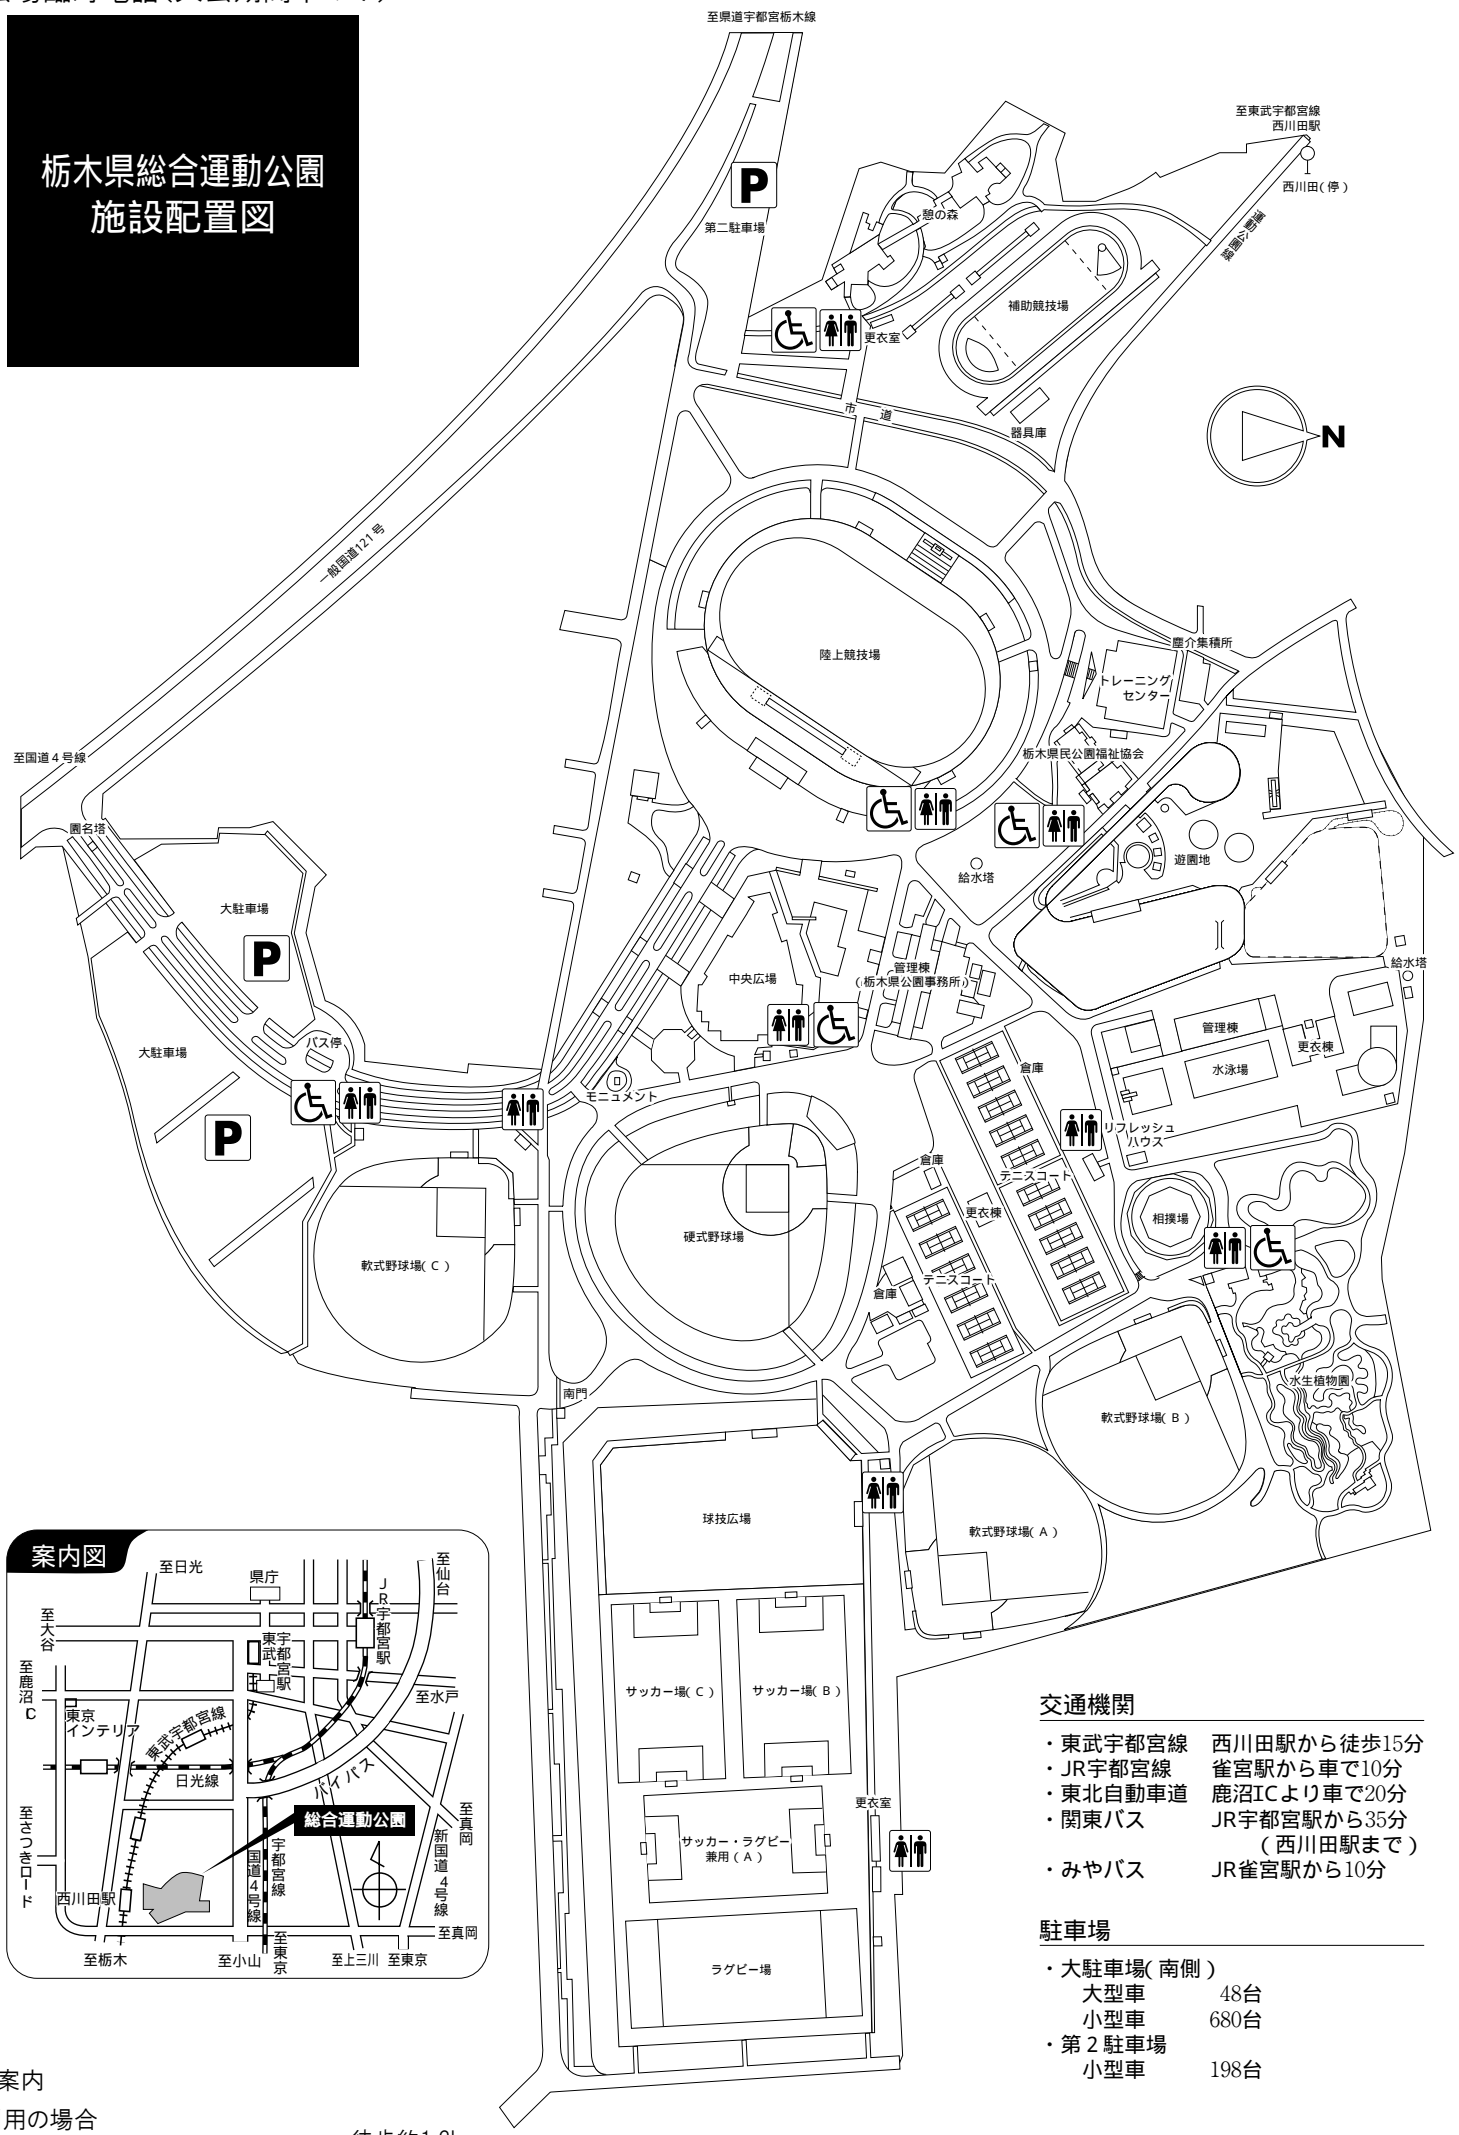 栃木県総合運動公園
施設配置図
至県道宇都宮栃木線
至東武宇都宮線
西川田駅
西川田(停)
運動公園線
P
第二駐車場
憩の森
補助競技場
更衣室
市道
器具庫
N
一般国道121号
陸上競技場
塵介集積所
トレーニング
センター
栃木県民公園福祉協会
至国道4号線
園名塔
遊園地
給水塔
大駐車場
P
中央広場
管理棟
(栃木県公園事務所)
給水塔
管理棟
更衣棟
水泳場
バス停
大駐車場
P
モニュメント
倉庫
リフレッシュ
ハウス
倉庫
テニスコート
更衣棟
相撲場
硬式野球場
軟式野球場(C)
テニスコート
倉庫
水生植物園
南門
軟式野球場(B)
球技広場
軟式野球場(A)
サッカー場(C)
サッカー場(B)
更衣室
サッカー・ラグビー
兼用(A)
ラグビー場
案内図
至日光
県庁
JR宇都宮駅
至仙台
至大谷
東武
宇都宮駅
至鹿沼IC
東京
インテリア
東武宇都宮線
至水戸
日光線
バイパス
総合運動公園
至真岡
至さつきロード
国道4号線
宇都宮線
新国道4号線
西川田駅
至真岡
至栃木
至小山
至東京
至上三川
至東京
交通機関
・東武宇都宮線 西川田駅から徒歩15分
・JR宇都宮線 雀宮駅から車で10分
・東北自動車道 鹿沼ICより車で20分
・関東バス JR宇都宮駅から35分
(西川田駅まで)
・みやバス JR雀宮駅から10分
駐車場
・大駐車場(南側)
大型車 48台
小型車 680台
・第2駐車場
小型車 198台
案内
用の場合